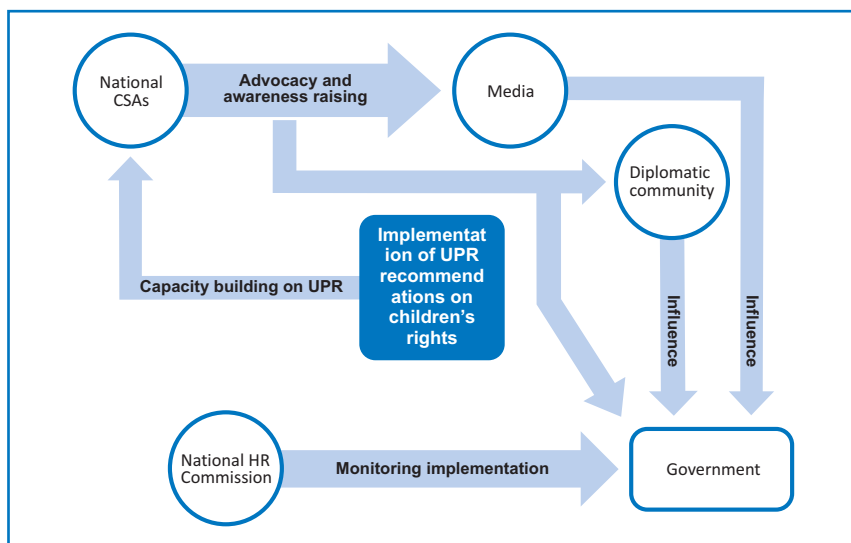 National
CSAs
Advocacy and
awareness raising
Media
Diplomatic
community
Implementat
ion of UPR
recommend
ations on
children’s
rights
Capacity building on UPR
Influence
Influence
National HR
Commission
Monitoring implementation
Government